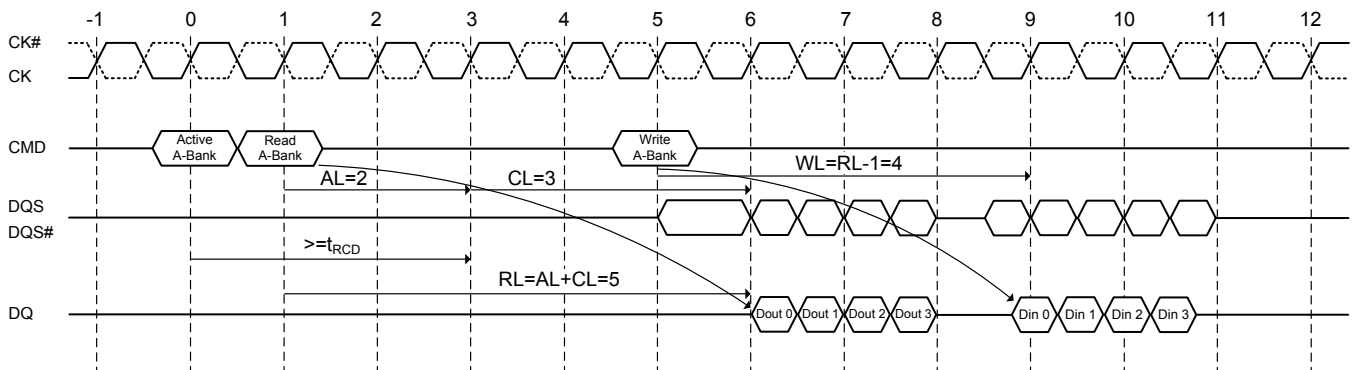 -1 0 1 2 3 4 5 6 7 8 9 10 11 12
CK#
CK
CMD
Active
A-Bank
Read
A-Bank
Write
A-Bank
WL=RL-1=4
AL=2
CL=3
DQS
DQS#
>=tRCD
RL=AL+CL=5
DQ
Dout 0 Dout 1 Dout 2 Dout 3
Din 0 Din 1 Din 2 Din 3